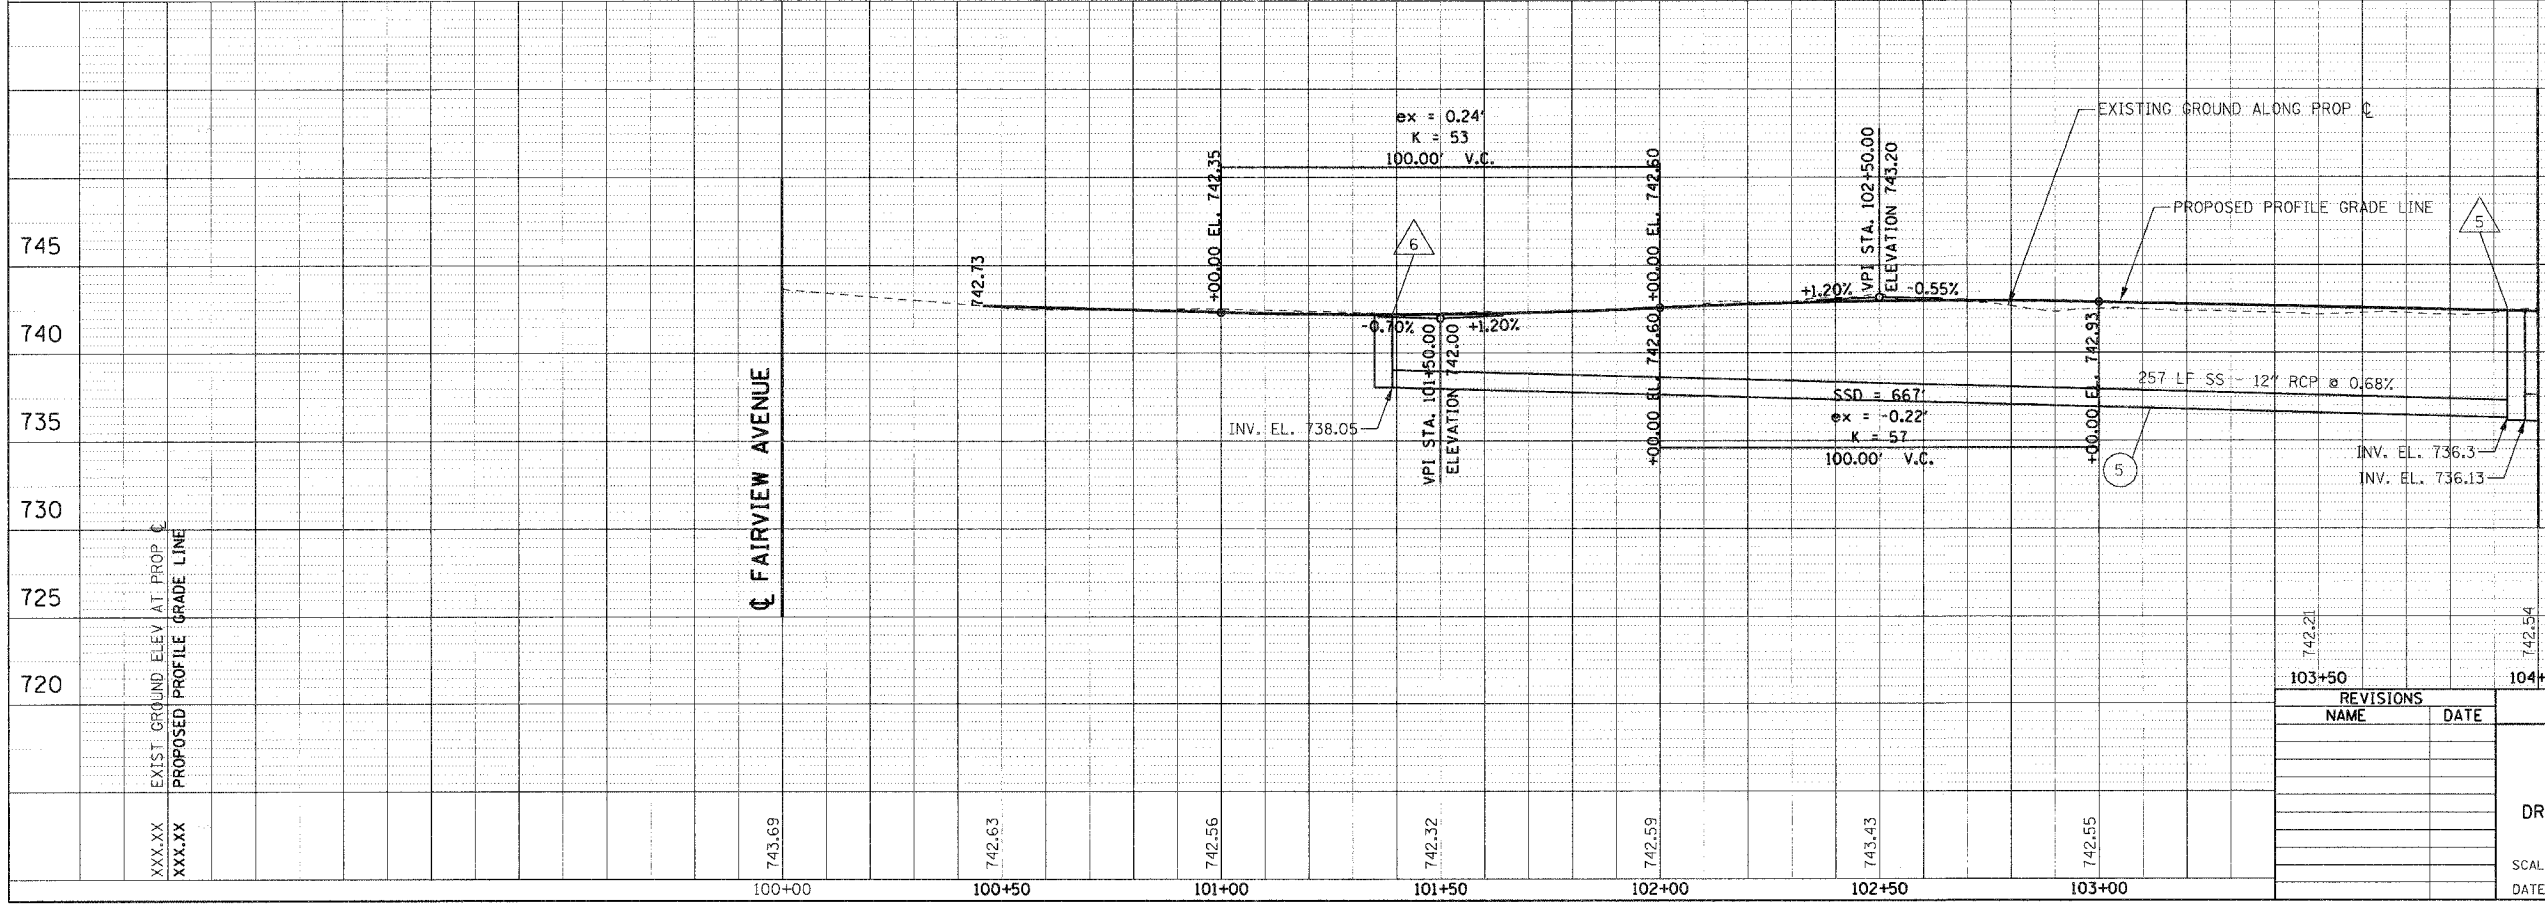 ex = 0.24'
K = 53
100.00' V.C.
EXISTING GROUND ALONG PROP ℄
PROPOSED PROFILE GRADE LINE
745
740
735
730
725
720
742.73
+00.00 EL. 742.35
6
-0.70%
+1.20%
VPI STA. 101+50.00
ELEVATION 742.00
+00.00 EL. 742.60
+00.00 EL. 742.60
+1.20%
VPI STA. 102+50.00
ELEVATION 743.20
-0.55%
+00.00 EL. 742.93
5
257 LF SS - 12" RCP @ 0.68%
SSD = 667'
ex = -0.22'
K = 57
100.00' V.C.
INV. EL. 738.05
5
INV. EL. 736.3
INV. EL. 736.13
℄ FAIRVIEW AVENUE
XXX.XX EXIST GROUND ELEV AT PROP ℄
XXX.XX PROPOSED PROFILE GRADE LINE
743.69
742.63
742.56
742.32
742.59
743.43
742.55
742.21
742.54
100+00
100+50
101+00
101+50
102+00
102+50
103+00
103+50
104+
REVISIONS
NAME DATE
DR
SCAL
DATE